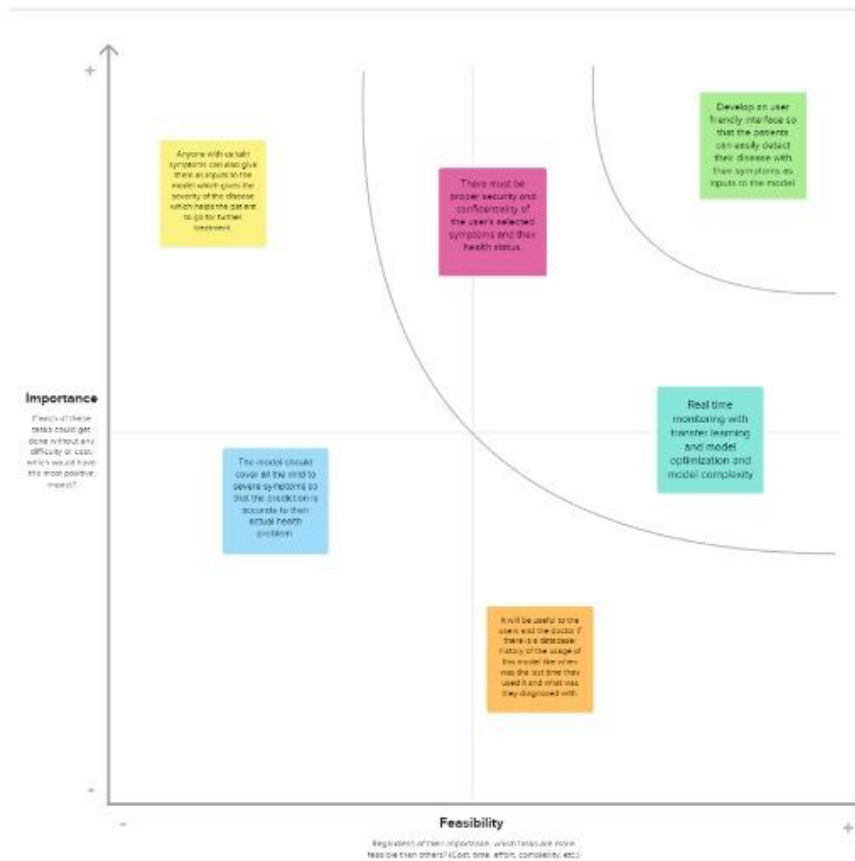 +
Develop an user
friendly interface so
that the patients
can easily detect
their disease with
their symptoms as
inputs to the model
Anyone with certain
symptoms can also give
them as inputs to the
model which gives the
severity of the disease
which helps the patient
to go for further
treatment.
There must be
proper security and
confidentiality of
the user's selected
symptoms and their
health status.
Importance
If each of these
tasks could get
done without any
difficulty or cost,
which would have
the most positive
impact?
Real time
monitoring with
transfer learning
and model
optimization and
model complexity
The model should
cover all the mild to
severe symptoms so
that the prediction is
accurate to their
actual health
problem
It will be useful to the
users and the doctor if
there is a database
history of the usage of
this model like when
was the last time they
used it and what was
they diagnosed with
-
-
Feasibility
+
Regardless of their importance, which tasks are more
feasible than others? (Cost, time, effort, complexity, etc.)